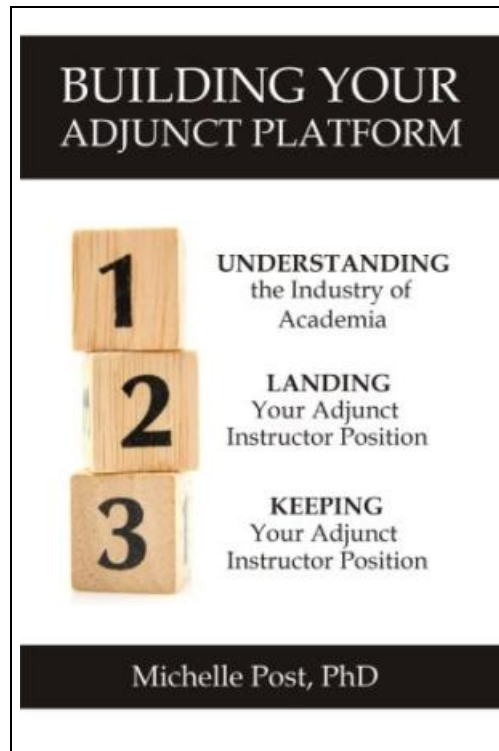 BUILDING YOUR
ADJUNCT PLATFORM
1
UNDERSTANDING
the Industry of
Academia
2
LANDING
Your Adjunct
Instructor Position
3
KEEPING
Your Adjunct
Instructor Position
Michelle Post, PhD